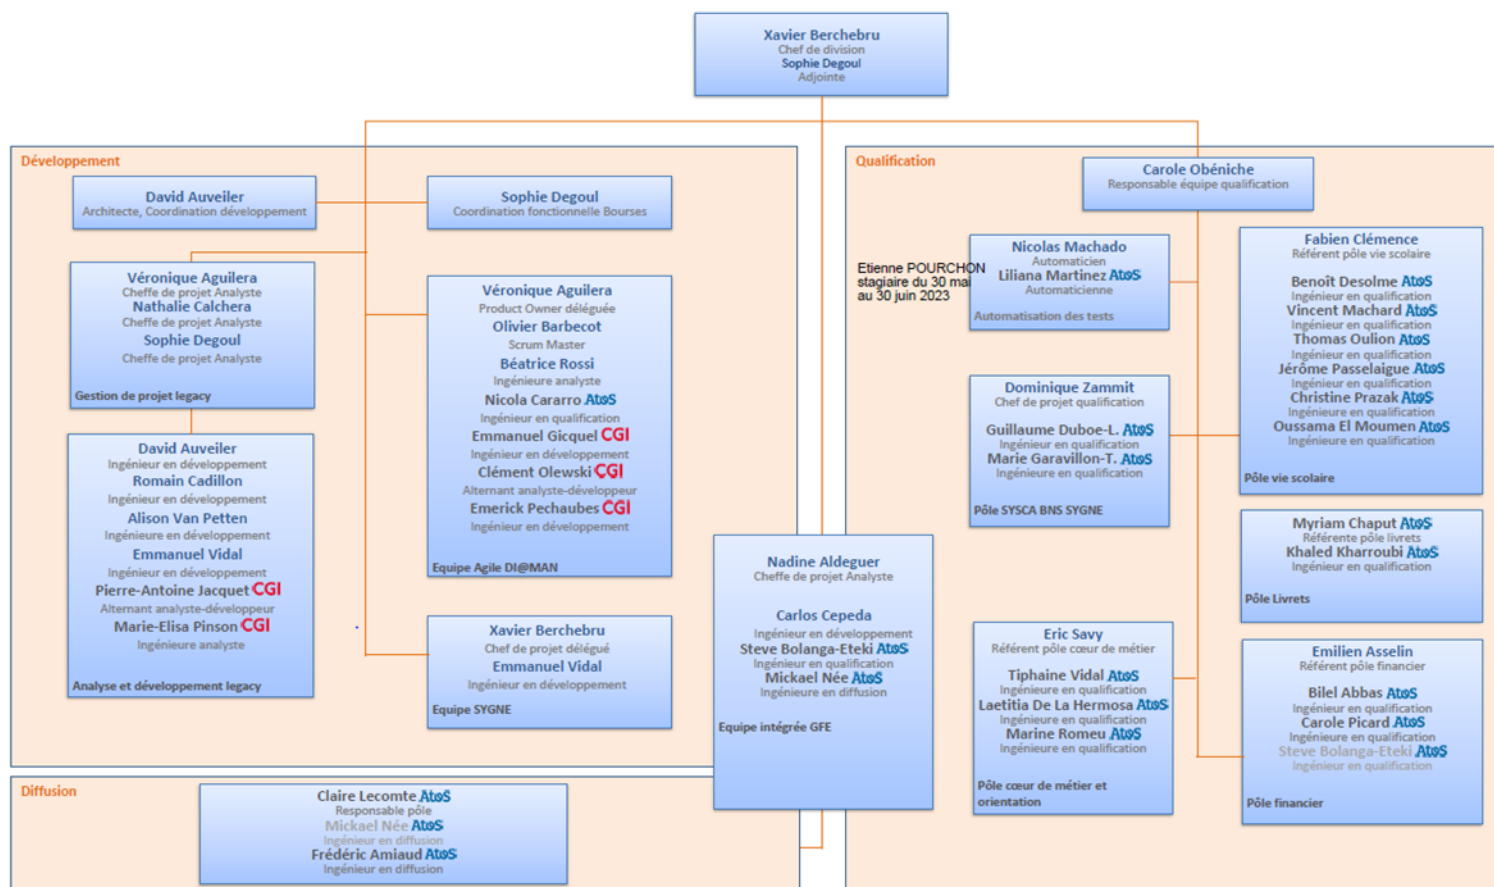 Xavier Berchebru
Chef de division
Sophie Degoul
Adjointe
Développement
David Auveiler
Architecte, Coordination développement
Sophie Degoul
Coordination fonctionnelle Bourses
Véronique Aguilera
Cheffe de projet Analyste
Nathalie Calchera
Cheffe de projet Analyste
Sophie Degoul
Cheffe de projet Analyste
Gestion de projet legacy
David Auveiler
Ingénieur en développement
Romain Cadillon
Ingénieur en développement
Alison Van Petten
Ingénieure en développement
Emmanuel Vidal
Ingénieur en développement
Pierre-Antoine Jacquet CGI
Alternant analyste-développeur
Marie-Elisa Pinson CGI
Ingénieure analyste
Analyse et développement legacy
Véronique Aguilera
Product Owner déléguée
Olivier Barbecot
Scrum Master
Béatrice Rossi
Ingénieure analyste
Nicola Cararro Atos
Ingénieur en qualification
Emmanuel Gicquel CGI
Ingénieur en développement
Clément Olewski CGI
Alternant analyste-développeur
Emerick Pechaubes CGI
Ingénieur en développement
Equipe Agile DI@MAN
Xavier Berchebru
Chef de projet délégué
Emmanuel Vidal
Ingénieur en développement
Equipe SYGNE
Nadine Aldeguer
Cheffe de projet Analyste
Carlos Cepeda
Ingénieur en développement
Steve Bolanga-Eteki Atos
Ingénieur en qualification
Mickael Née Atos
Ingénieure en diffusion
Equipe intégrée GFE
Diffusion
Claire Lecomte Atos
Responsable pôle
Mickael Née Atos
Ingénieur en diffusion
Frédéric Amiaud Atos
Ingénieur en diffusion
Qualification
Carole Obéniche
Responsable équipe qualification
Etienne POURCHON
stagiaire du 30 mai
au 30 juin 2023
Nicolas Machado
Automaticien
Liliana Martinez Atos
Automaticienne
Automatisation des tests
Dominique Zammit
Chef de projet qualification
Guillaume Duboe-L. Atos
Ingénieur en qualification
Marie Garavillon-T. Atos
Ingénieure en qualification
Pôle SYSCA BNS SYGNE
Eric Savy
Référent pôle cœur de métier
Tiphaine Vidal Atos
Ingénieure en qualification
Laetitia De La Hermosa Atos
Ingénieure en qualification
Marine Romeu Atos
Ingénieure en qualification
Pôle cœur de métier et
orientation
Fabien Clémence
Référent pôle vie scolaire
Benoît Desolme Atos
Ingénieur en qualification
Vincent Machard Atos
Ingénieur en qualification
Thomas Oulion Atos
Ingénieur en qualification
Jérôme Passelaigue Atos
Ingénieur en qualification
Christine Prazak Atos
Ingénieure en qualification
Oussama El Moumen Atos
Ingénieur en qualification
Pôle vie scolaire
Myriam Chaput Atos
Référente pôle livrets
Khaled Kharroubi Atos
Ingénieur en qualification
Pôle Livrets
Emilien Asselin
Référent pôle financier
Bilel Abbas Atos
Ingénieur en qualification
Carole Picard Atos
Ingénieure en qualification
Steve Bolanga-Eteki Atos
Ingénieur en qualification
Pôle financier